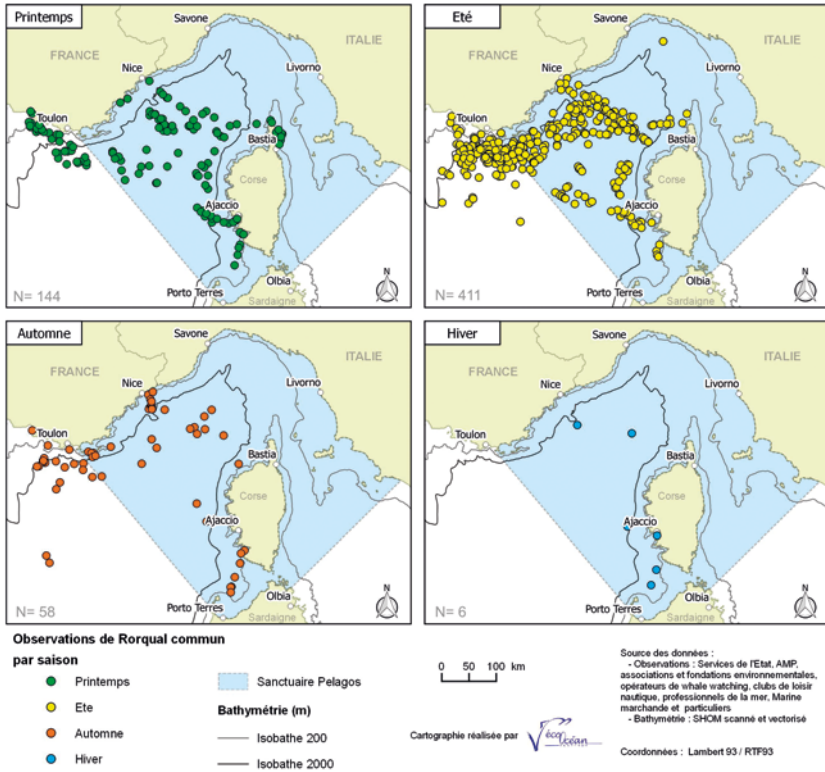 Printemps
Savone
FRANCE
ITALIE
Nice
Livorno
Toulon
Bastia
Corse
Ajaccio
Porto Terres
Olbia
Sardaigne
N= 144
N
Eté
Savone
FRANCE
ITALIE
Nice
Livorno
Toulon
Bastia
Corse
Ajaccio
Porto Terres
Olbia
Sardaigne
N= 411
N
Automne
Savone
FRANCE
ITALIE
Nice
Livorno
Toulon
Bastia
Corse
Ajaccio
Porto Terres
Olbia
Sardaigne
N= 58
N
Hiver
Savone
FRANCE
ITALIE
Nice
Livorno
Toulon
Bastia
Corse
Ajaccio
Porto Terres
Olbia
Sardaigne
N= 6
N
Observations de Rorqual commun
par saison
Printemps
Ete
Automne
Hiver
Sanctuaire Pelagos
Bathymétrie (m)
Isobathe 200
Isobathe 2000
0 50 100 km
Cartographie réalisée par
écoOcéan
Source des données :
- Observations : Services de l'Etat, AMP,
associations et fondations environnementales,
opérateurs de whale watching, clubs de loisir
nautique, professionnels de la mer, Marine
marchande et particuliers
- Bathymétrie : SHOM scanné et vectorisé
Coordonnées : Lambert 93 / RTF93